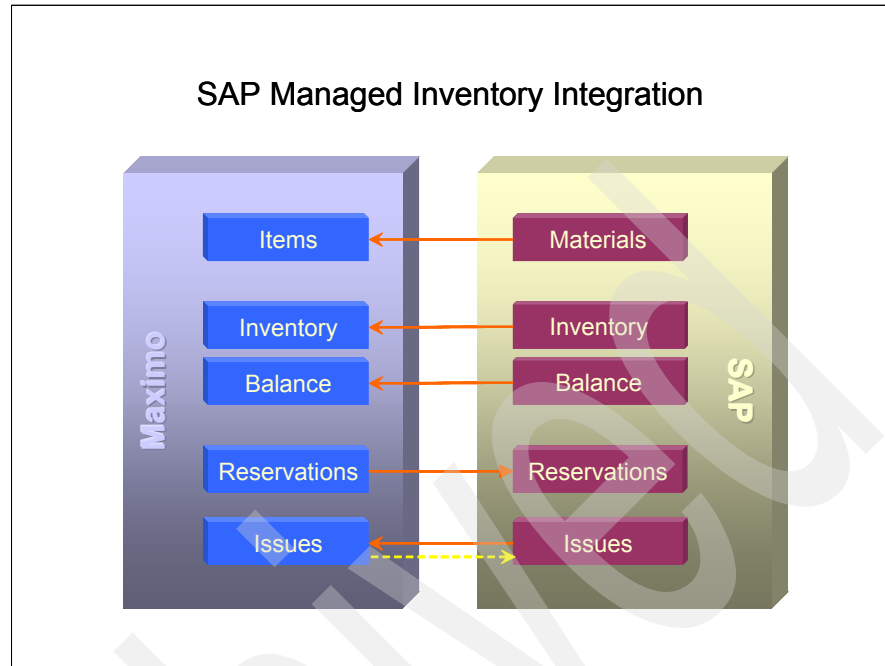 SAP Managed Inventory Integration
Items
Materials
Inventory
Inventory
Balance
Balance
Reservations
Reservations
Issues
Issues
Maximo
SAP